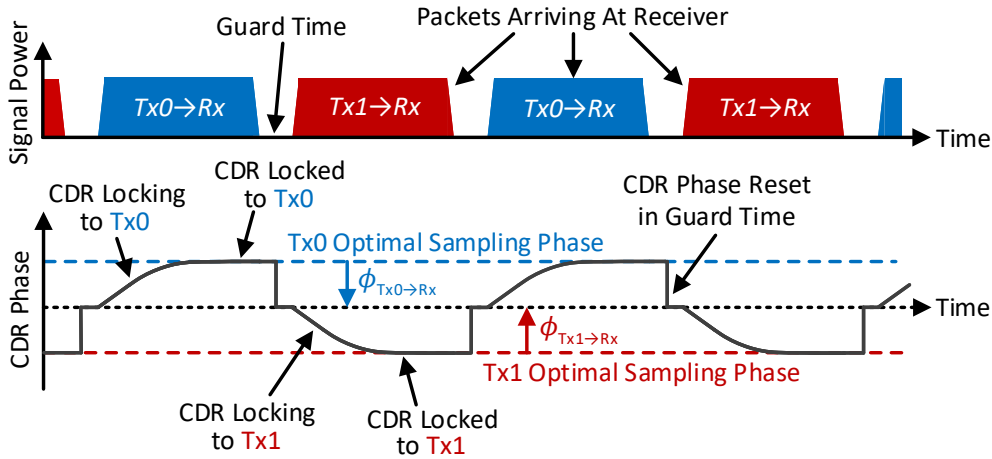 Packets Arriving At Receiver
Guard Time
Signal Power
Tx0→Rx
Tx1→Rx
Tx0→Rx
Tx1→Rx
Time
CDR Locking
to Tx0
CDR Locked
to Tx0
CDR Phase Reset
in Guard Time
Tx0 Optimal Sampling Phase
CDR Phase
ϕTx0→Rx
Time
ϕTx1→Rx
Tx1 Optimal Sampling Phase
CDR Locking
to Tx1
CDR Locked
to Tx1